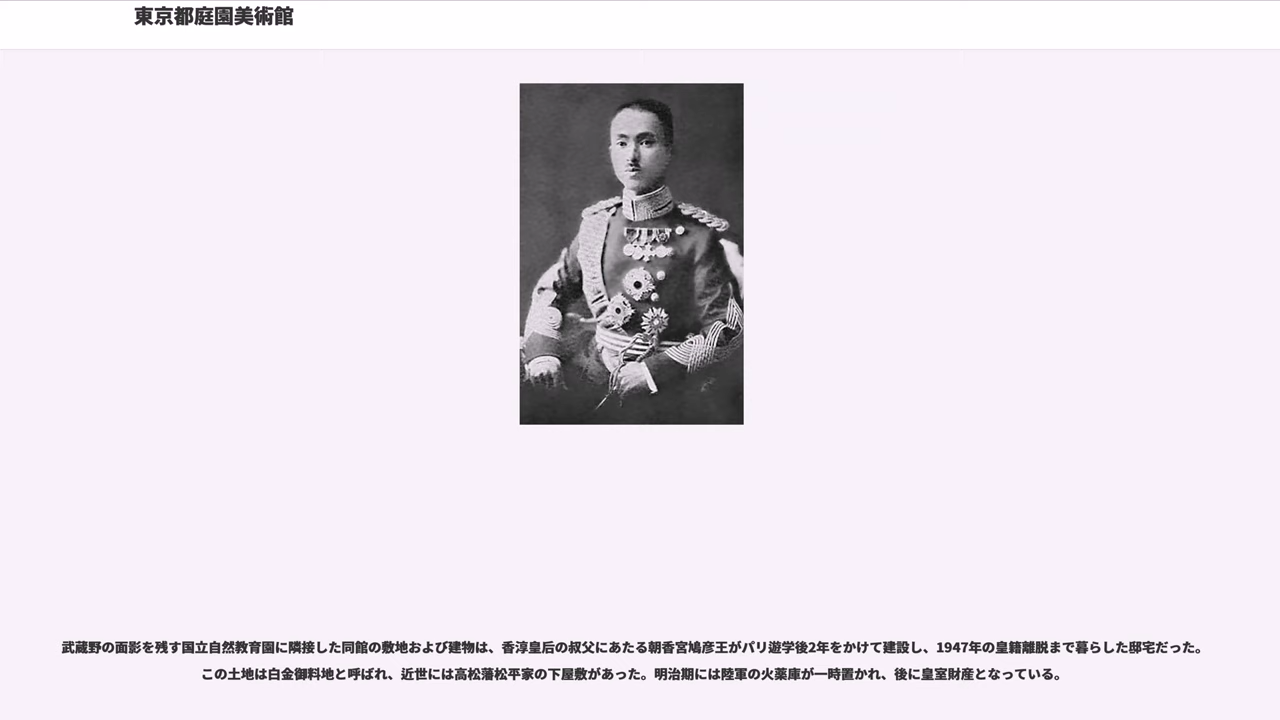 東京都庭園美術館
武蔵野の面影を残す国立自然教育園に隣接した同館の敷地および建物は、香淳皇后の叔父にあたる朝香宮鳩彦王がパリ遊学後2年をかけて建設し、1947年の皇籍離脱まで暮らした邸宅だった。
この土地は白金御料地と呼ばれ、近世には高松藩松平家の下屋敷があった。明治期には陸軍の火薬庫が一時置かれ、後に皇室財産となっている。